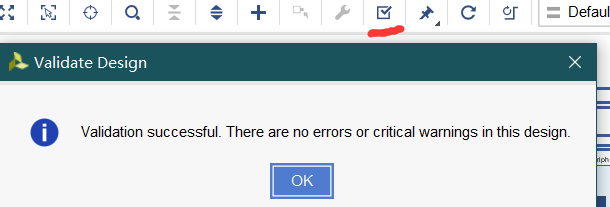 Defaul
Validate Design
Validation successful. There are no errors or critical warnings in this design.
OK